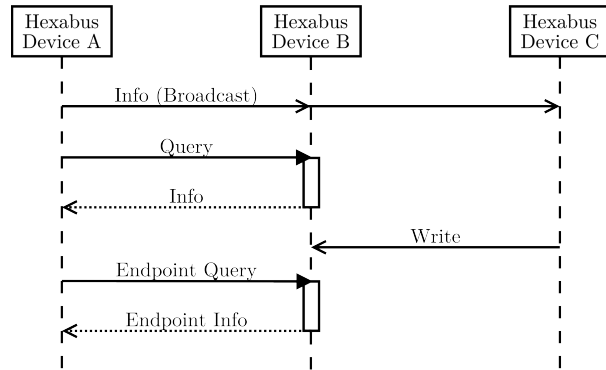 Hexabus
Device A
Hexabus
Device B
Hexabus
Device C
Info (Broadcast)
Query
Info
Write
Endpoint Query
Endpoint Info